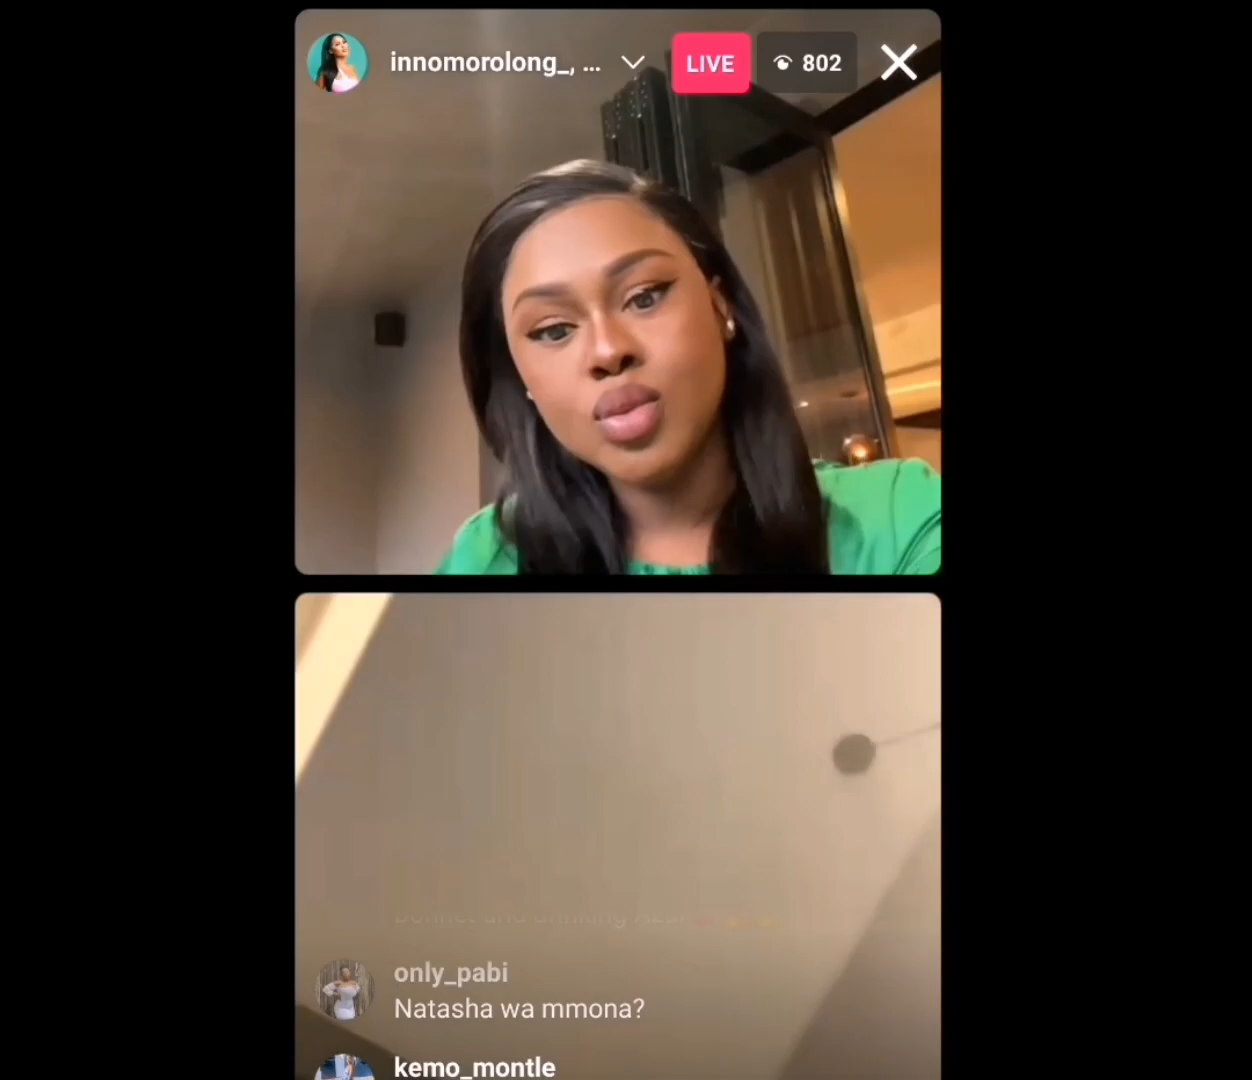 innomorolong_, ...
LIVE
802
only_pabi
Natasha wa mmona?
kemo_montle